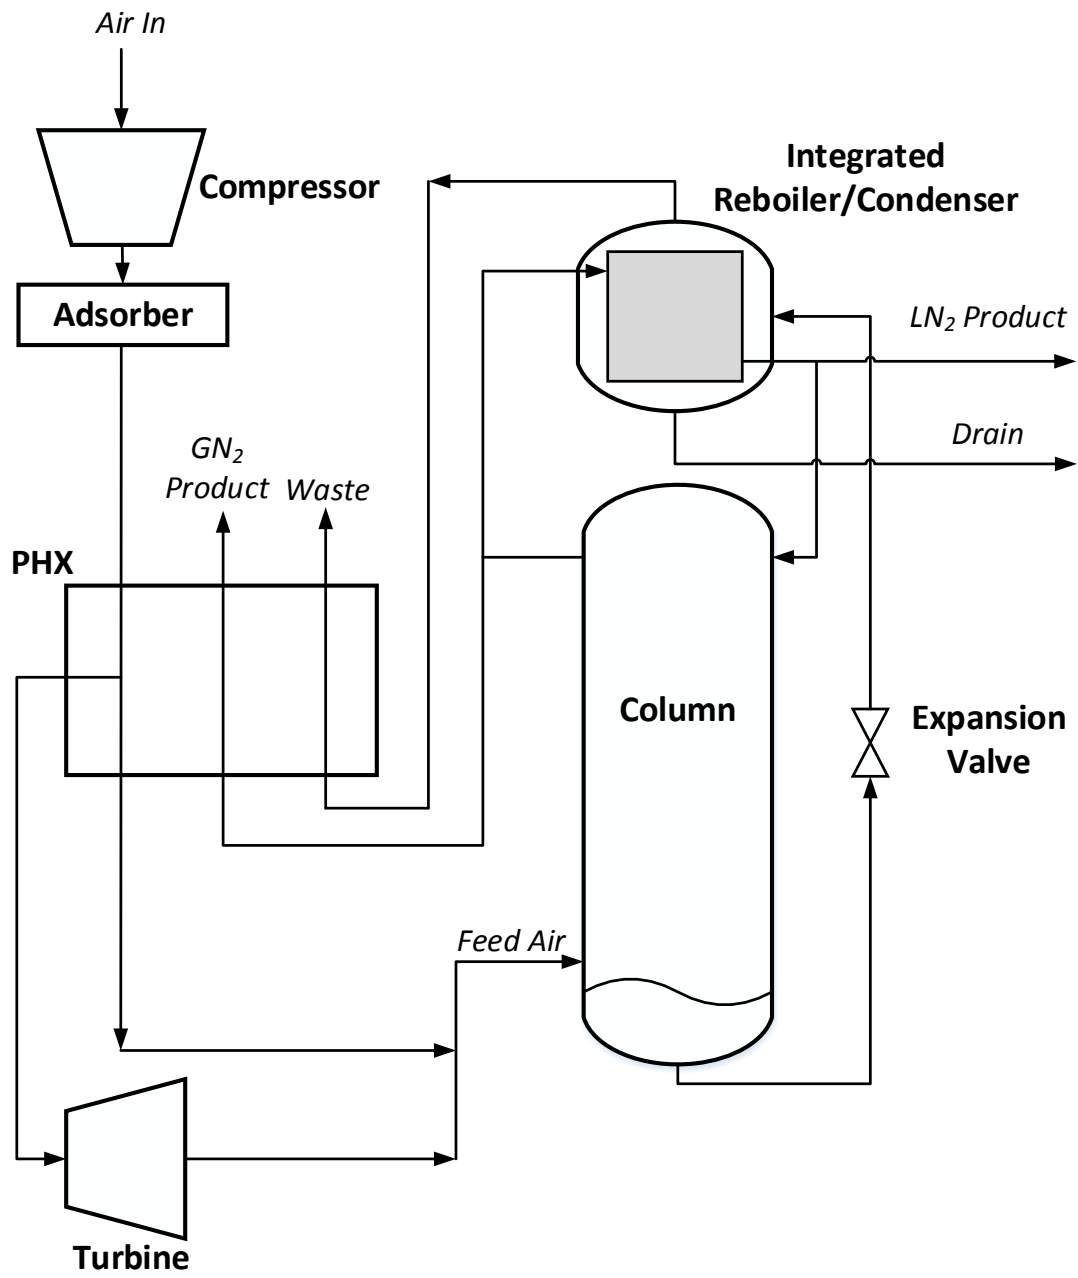 Air In
Compressor
Integrated
Reboiler/Condenser
Adsorber
LN₂ Product
Drain
GN₂
Product
Waste
PHX
Column
Expansion
Valve
Feed Air
Turbine